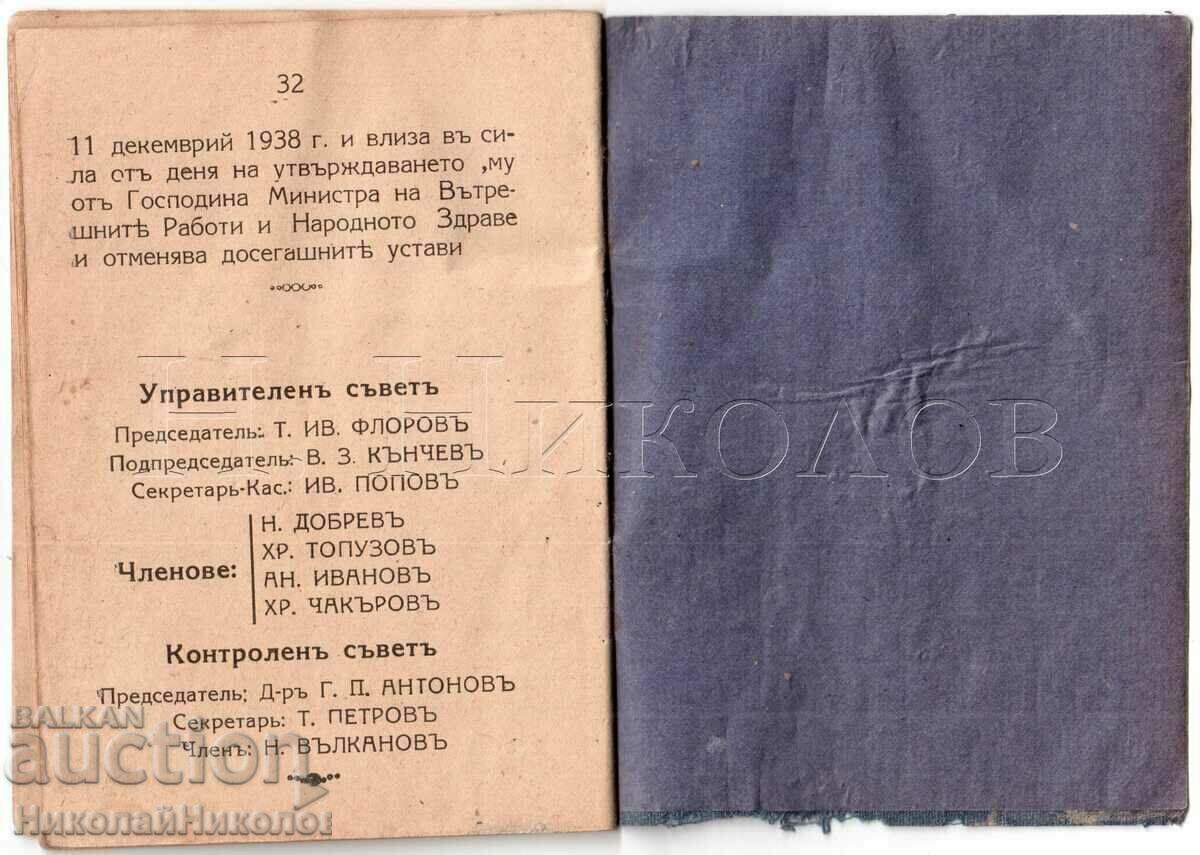 32
11 декемврий 1938 г. и влиза въ си-
ла отъ деня на утвърждаването ‚му
отъ Господина Министра на Вътре-
шнитѣ Работи и Народното Здраве
и отменява досегашнитѣ устави
Управителенъ съветъ
Председатель: Т. ИВ. ФЛОРОВЪ
Подпредседатель: В. З. КЪНЧЕВЪ
Секретарь-Кас.: ИВ. ПОПОВЪ
Членове:
Н. ДОБРЕВЪ
ХР. ТОПУЗОВЪ
АН. ИВАНОВЪ
ХР. ЧАКЪРОВЪ
Контроленъ съветъ
Председатель: Д-ръ Г. П. АНТОНОВЪ
Секретарь: Т. ПЕТРОВЪ
Членъ: Н. ВЪЛКАНОВЪ
Н. Николов
BALKAN
auction
НиколайНиколов